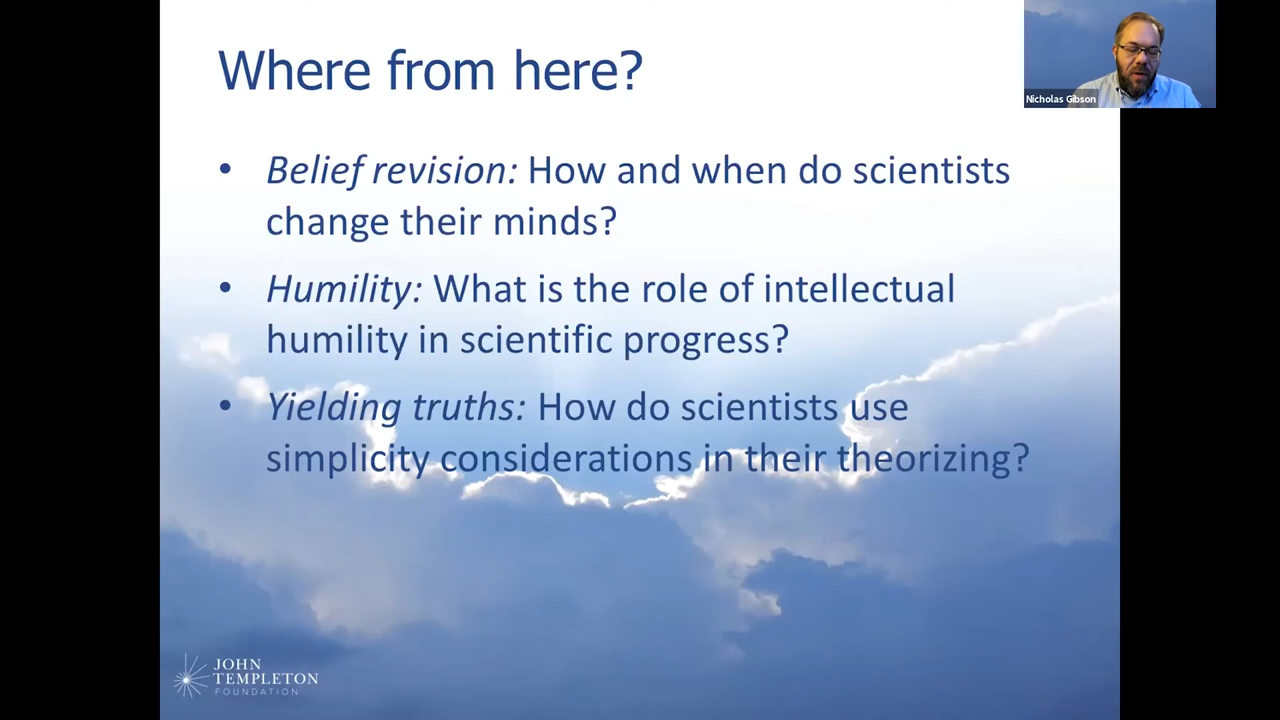 Where from here?
Nicholas Gibson
• Belief revision: How and when do scientists
change their minds?
• Humility: What is the role of intellectual
humility in scientific progress?
• Yielding truths: How do scientists use
simplicity considerations in their theorizing?
JOHN
TEMPLETON
FOUNDATION